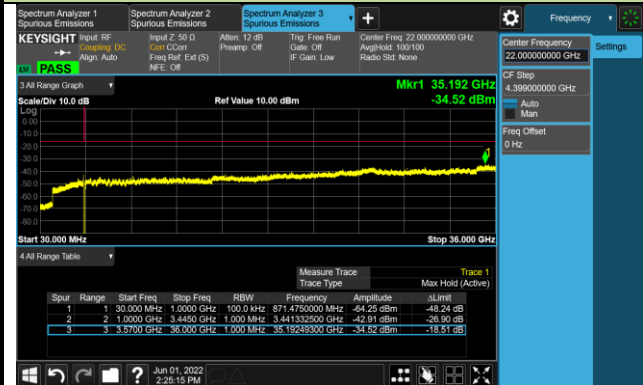 Spectrum Analyzer 1 Spectrum Analyzer 2 Spectrum Analyzer 3
Spurious Emissions Spurious Emissions Spurious Emissions
Frequency
KEYSIGHT Input: RF Input Z: 50 Ω Atten: 12 dB Trig: Free Run Center Freq: 22.000000000 GHz
Coupling: DC Corr CCorr Preamp: Off Gate: Off Avg|Hold: 100/100
Align: Auto Freq Ref: Ext (S) IF Gain: Low Radio Std: None
NFE: Off
PASS
Center Frequency
22.000000000 GHz
Settings
CF Step
4.399000000 GHz
Auto
Man
Freq Offset
0 Hz
3 All Range Graph
Mkr1 35.192 GHz
Scale/Div 10.0 dB Ref Value 10.00 dBm -34.52 dBm
Log
0.00
-10.0
-20.0
-30.0
-40.0
-50.0
-60.0
-70.0
-80.0
1
Start 30.000 MHz Stop 36.000 GHz
4 All Range Table
Measure Trace Trace 1
Trace Type Max Hold (Active)
Spur Range Start Freq Stop Freq RBW Frequency Amplitude ΔLimit
1 1 30.000 MHz 1.0000 GHz 100.0 kHz 871.4750000 MHz -64.25 dBm -48.24 dB
2 2 1.0000 GHz 3.4450 GHz 1.000 MHz 3.441332500 GHz -42.91 dBm -26.90 dB
3 3 3.5700 GHz 36.000 GHz 1.000 MHz 35.19249300 GHz -34.52 dBm -18.51 dB
Jun 01, 2022
2:25:15 PM